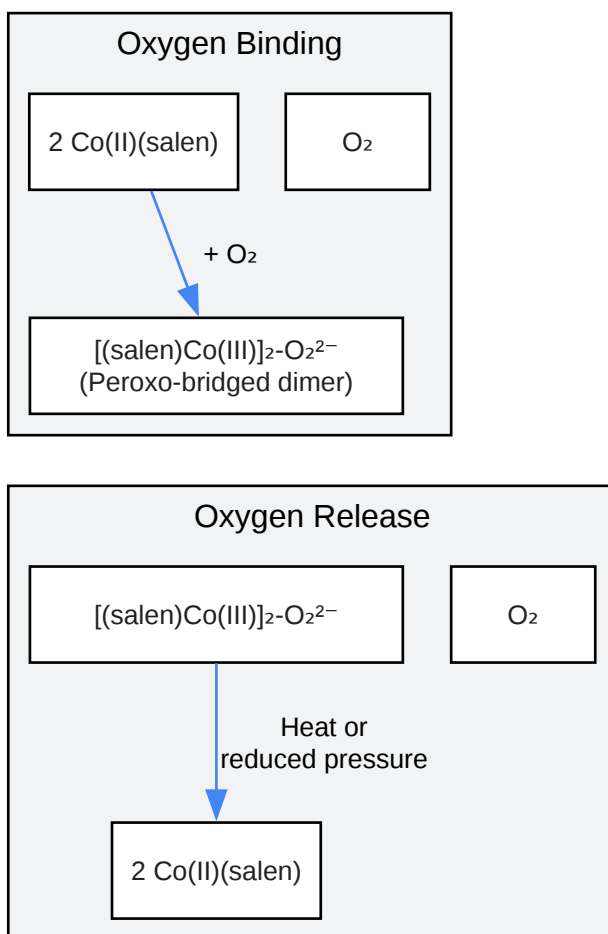 Oxygen Binding
2 Co(II)(salen)
O₂
+ O₂
[(salen)Co(III)]₂-O₂²⁻
(Peroxo-bridged dimer)
Oxygen Release
[(salen)Co(III)]₂-O₂²⁻
O₂
Heat or
reduced pressure
2 Co(II)(salen)